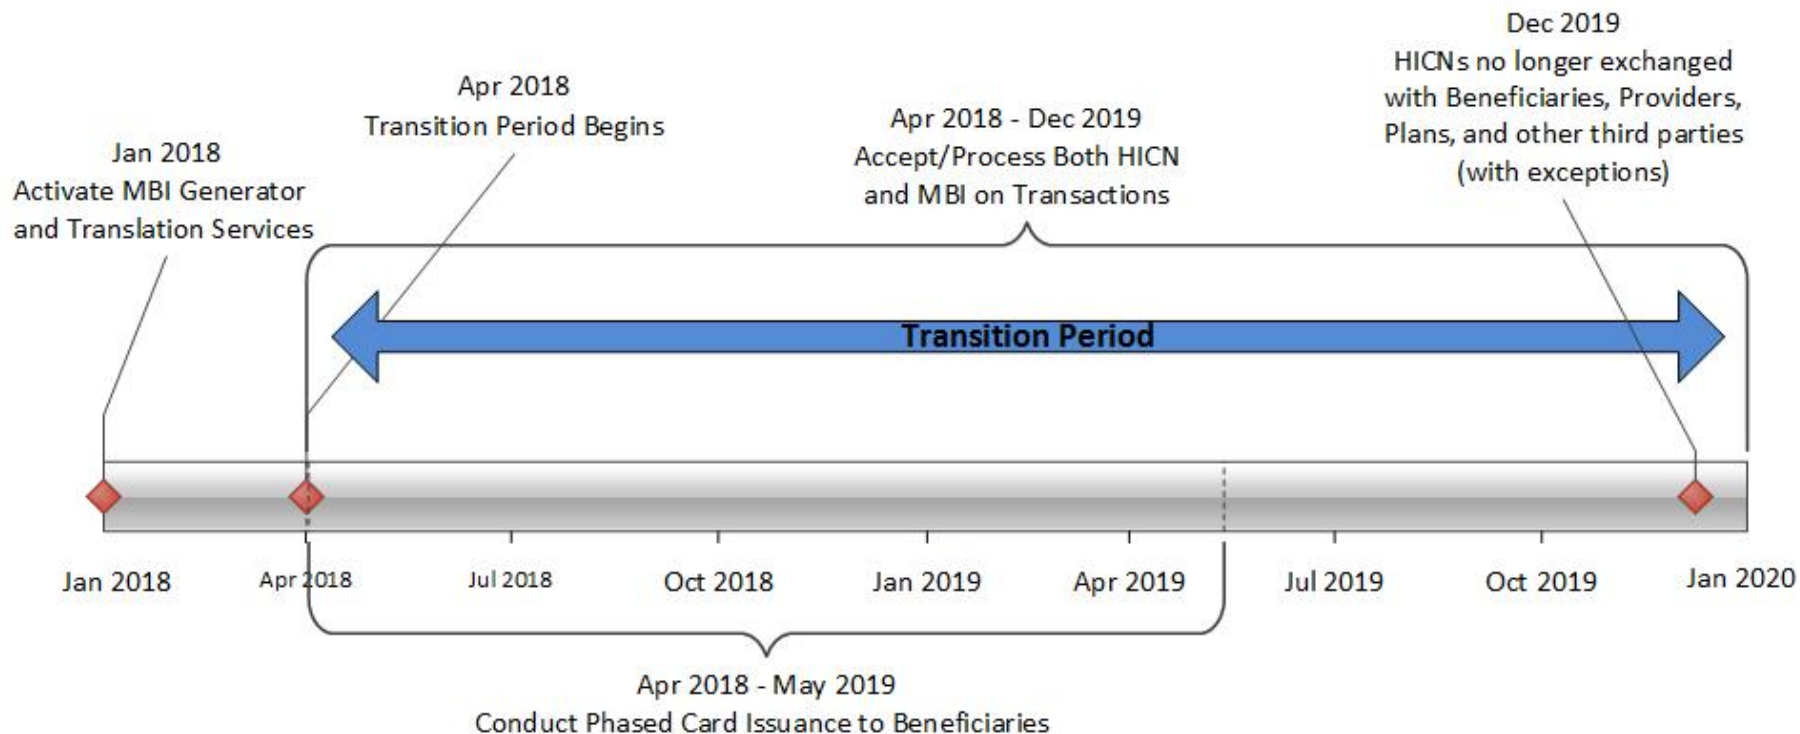 Dec 2019
HICNs no longer exchanged
with Beneficiaries, Providers,
Plans, and other third parties
(with exceptions)
Apr 2018
Transition Period Begins
Apr 2018 - Dec 2019
Accept/Process Both HICN
and MBI on Transactions
Jan 2018
Activate MBI Generator
and Translation Services
Transition Period
Jan 2018
Apr 2018
Jul 2018
Oct 2018
Jan 2019
Apr 2019
Jul 2019
Oct 2019
Jan 2020
Apr 2018 - May 2019
Conduct Phased Card Issuance to Beneficiaries